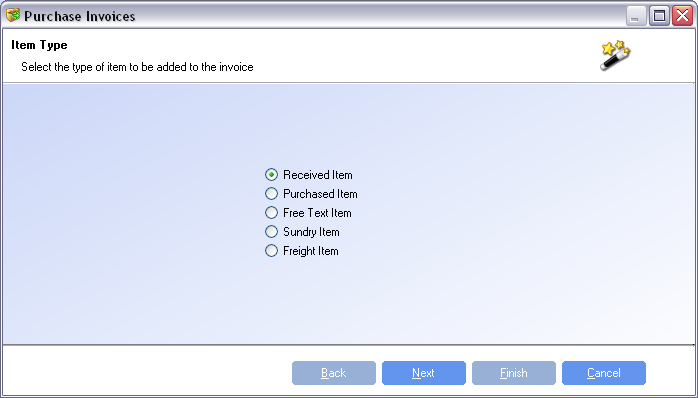 Purchase Invoices
Item Type
Select the type of item to be added to the invoice
Received Item
Purchased Item
Free Text Item
Sundry Item
Freight Item
Back Next Finish Cancel